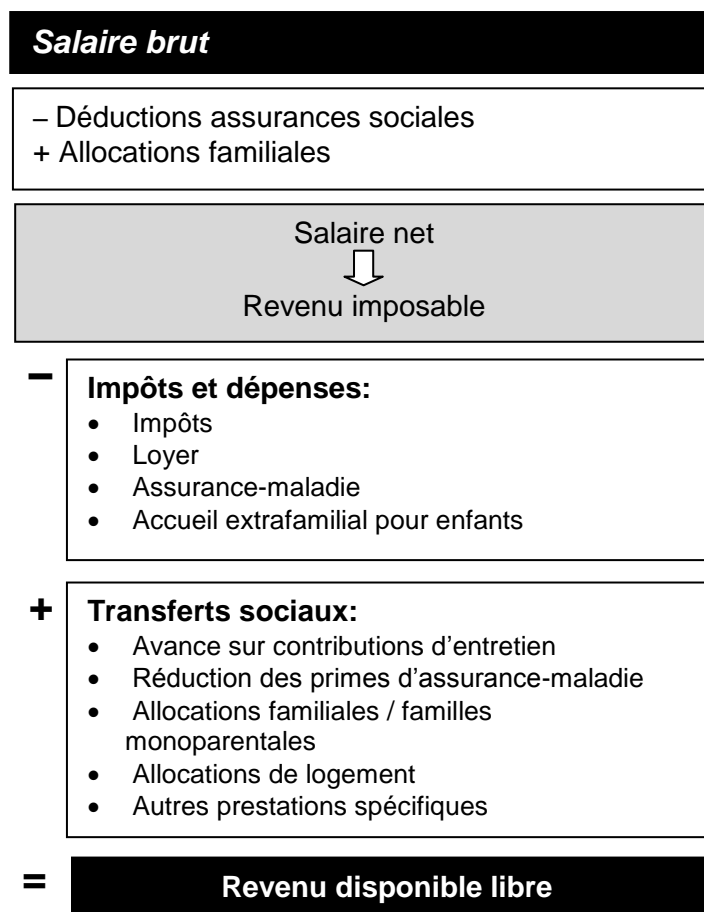 Salaire brut
– Déductions assurances sociales
+ Allocations familiales
Salaire net
Revenu imposable
–
Impôts et dépenses:
• Impôts
• Loyer
• Assurance-maladie
• Accueil extrafamilial pour enfants
+
Transferts sociaux:
• Avance sur contributions d'entretien
• Réduction des primes d'assurance-maladie
• Allocations familiales / familles
monoparentales
• Allocations de logement
• Autres prestations spécifiques
=
Revenu disponible libre